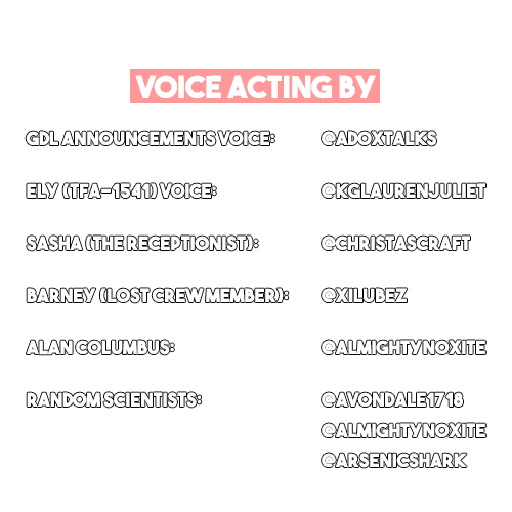 VOICE ACTING BY
GDL ANNOUNCEMENTS VOICE: @ADOXTALKS
ELY (TFA-1541) VOICE: @KGLAURENJULIET
SASHA (THE RECEPTIONIST): @CHRISTASCRAFT
BARNEY (LOST CREW MEMBER): @XILUBEZ
ALAN COLUMBUS: @ALMIGHTYNOXITE
RANDOM SCIENTISTS: @AVONDALE1718
@ALMIGHTYNOXITE
@ARSENICSHARK